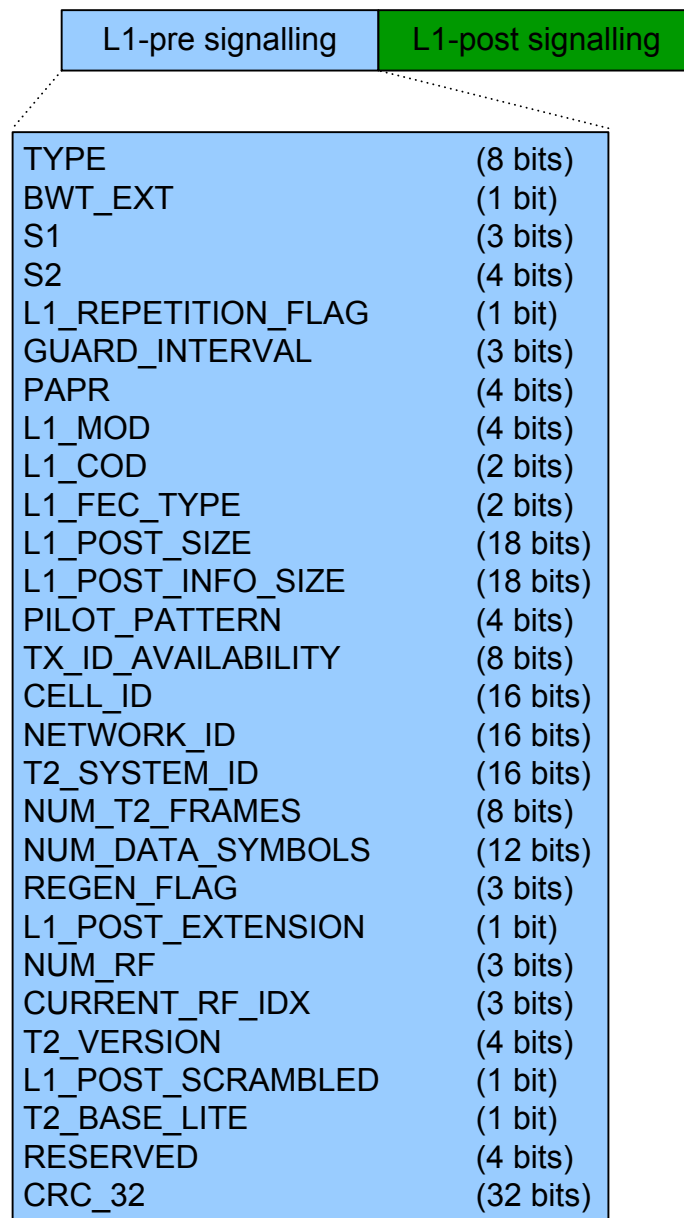 L1-pre signalling L1-post signalling
TYPE (8 bits)
BWT_EXT (1 bit)
S1 (3 bits)
S2 (4 bits)
L1_REPETITION_FLAG (1 bit)
GUARD_INTERVAL (3 bits)
PAPR (4 bits)
L1_MOD (4 bits)
L1_COD (2 bits)
L1_FEC_TYPE (2 bits)
L1_POST_SIZE (18 bits)
L1_POST_INFO_SIZE (18 bits)
PILOT_PATTERN (4 bits)
TX_ID_AVAILABILITY (8 bits)
CELL_ID (16 bits)
NETWORK_ID (16 bits)
T2_SYSTEM_ID (16 bits)
NUM_T2_FRAMES (8 bits)
NUM_DATA_SYMBOLS (12 bits)
REGEN_FLAG (3 bits)
L1_POST_EXTENSION (1 bit)
NUM_RF (3 bits)
CURRENT_RF_IDX (3 bits)
T2_VERSION (4 bits)
L1_POST_SCRAMBLED (1 bit)
T2_BASE_LITE (1 bit)
RESERVED (4 bits)
CRC_32 (32 bits)